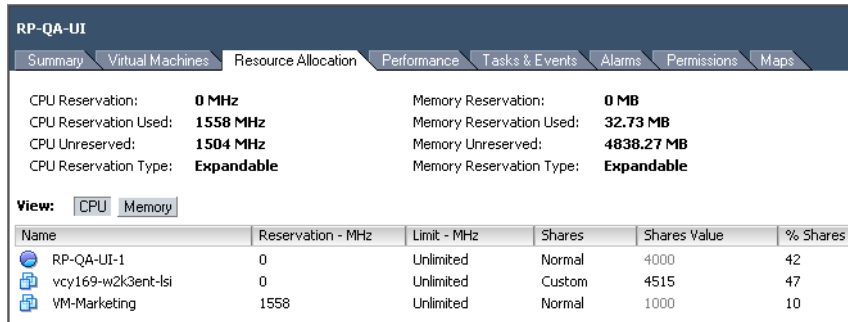 RP-QA-UI
Summary Virtual Machines Resource Allocation Performance Tasks & Events Alarms Permissions Maps
CPU Reservation: 0 MHz Memory Reservation: 0 MB
CPU Reservation Used: 1558 MHz Memory Reservation Used: 32.73 MB
CPU Unreserved: 1504 MHz Memory Unreserved: 4838.27 MB
CPU Reservation Type: Expandable Memory Reservation Type: Expandable
View: CPU Memory
Name Reservation - MHz Limit - MHz Shares Shares Value % Shares
RP-QA-UI-1 0 Unlimited Normal 4000 42
vcy169-w2k3ent-lsi 0 Unlimited Custom 4515 47
VM-Marketing 1558 Unlimited Normal 1000 10